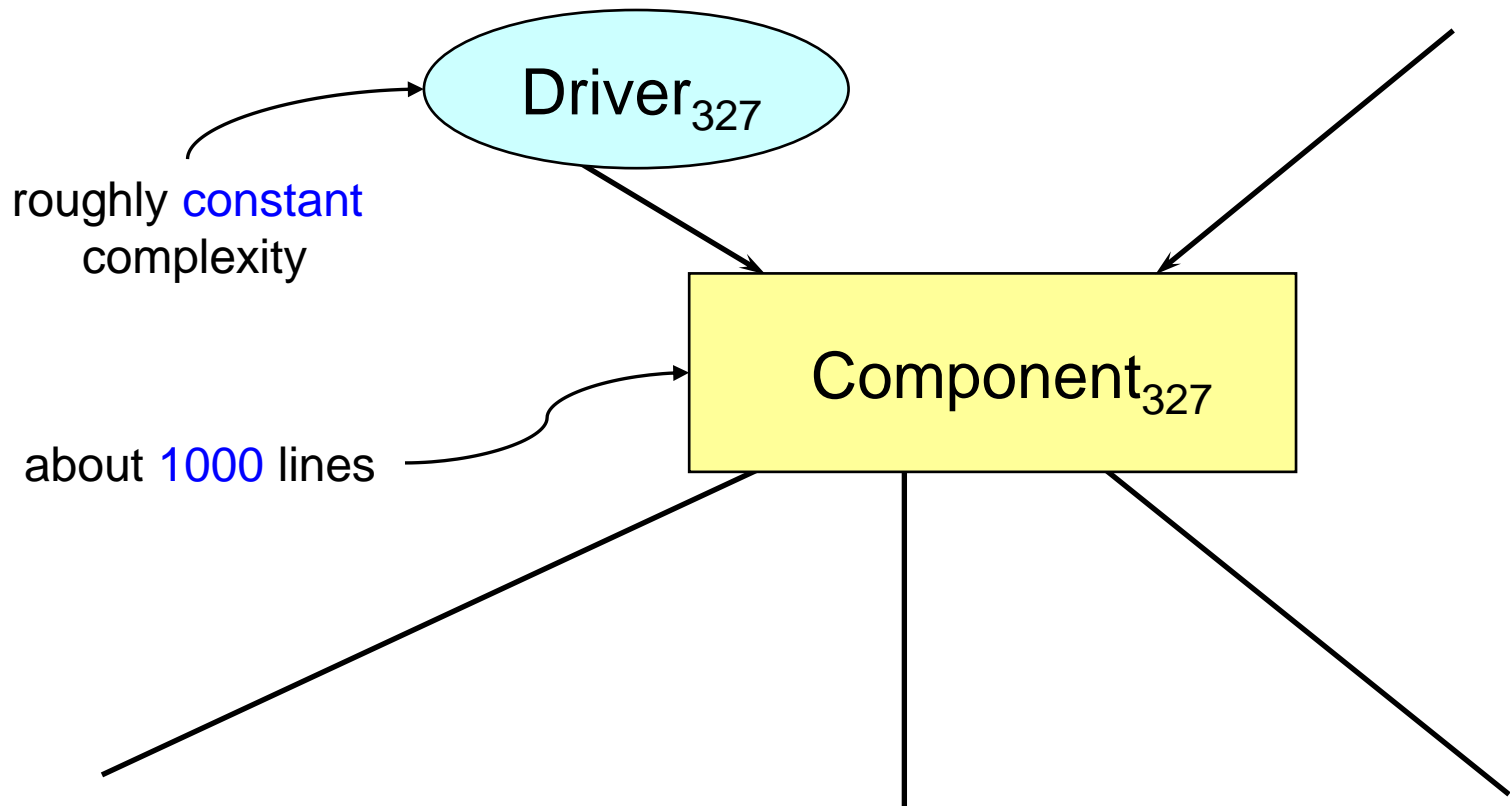 Driver327
roughly constant
complexity
Component327
about 1000 lines